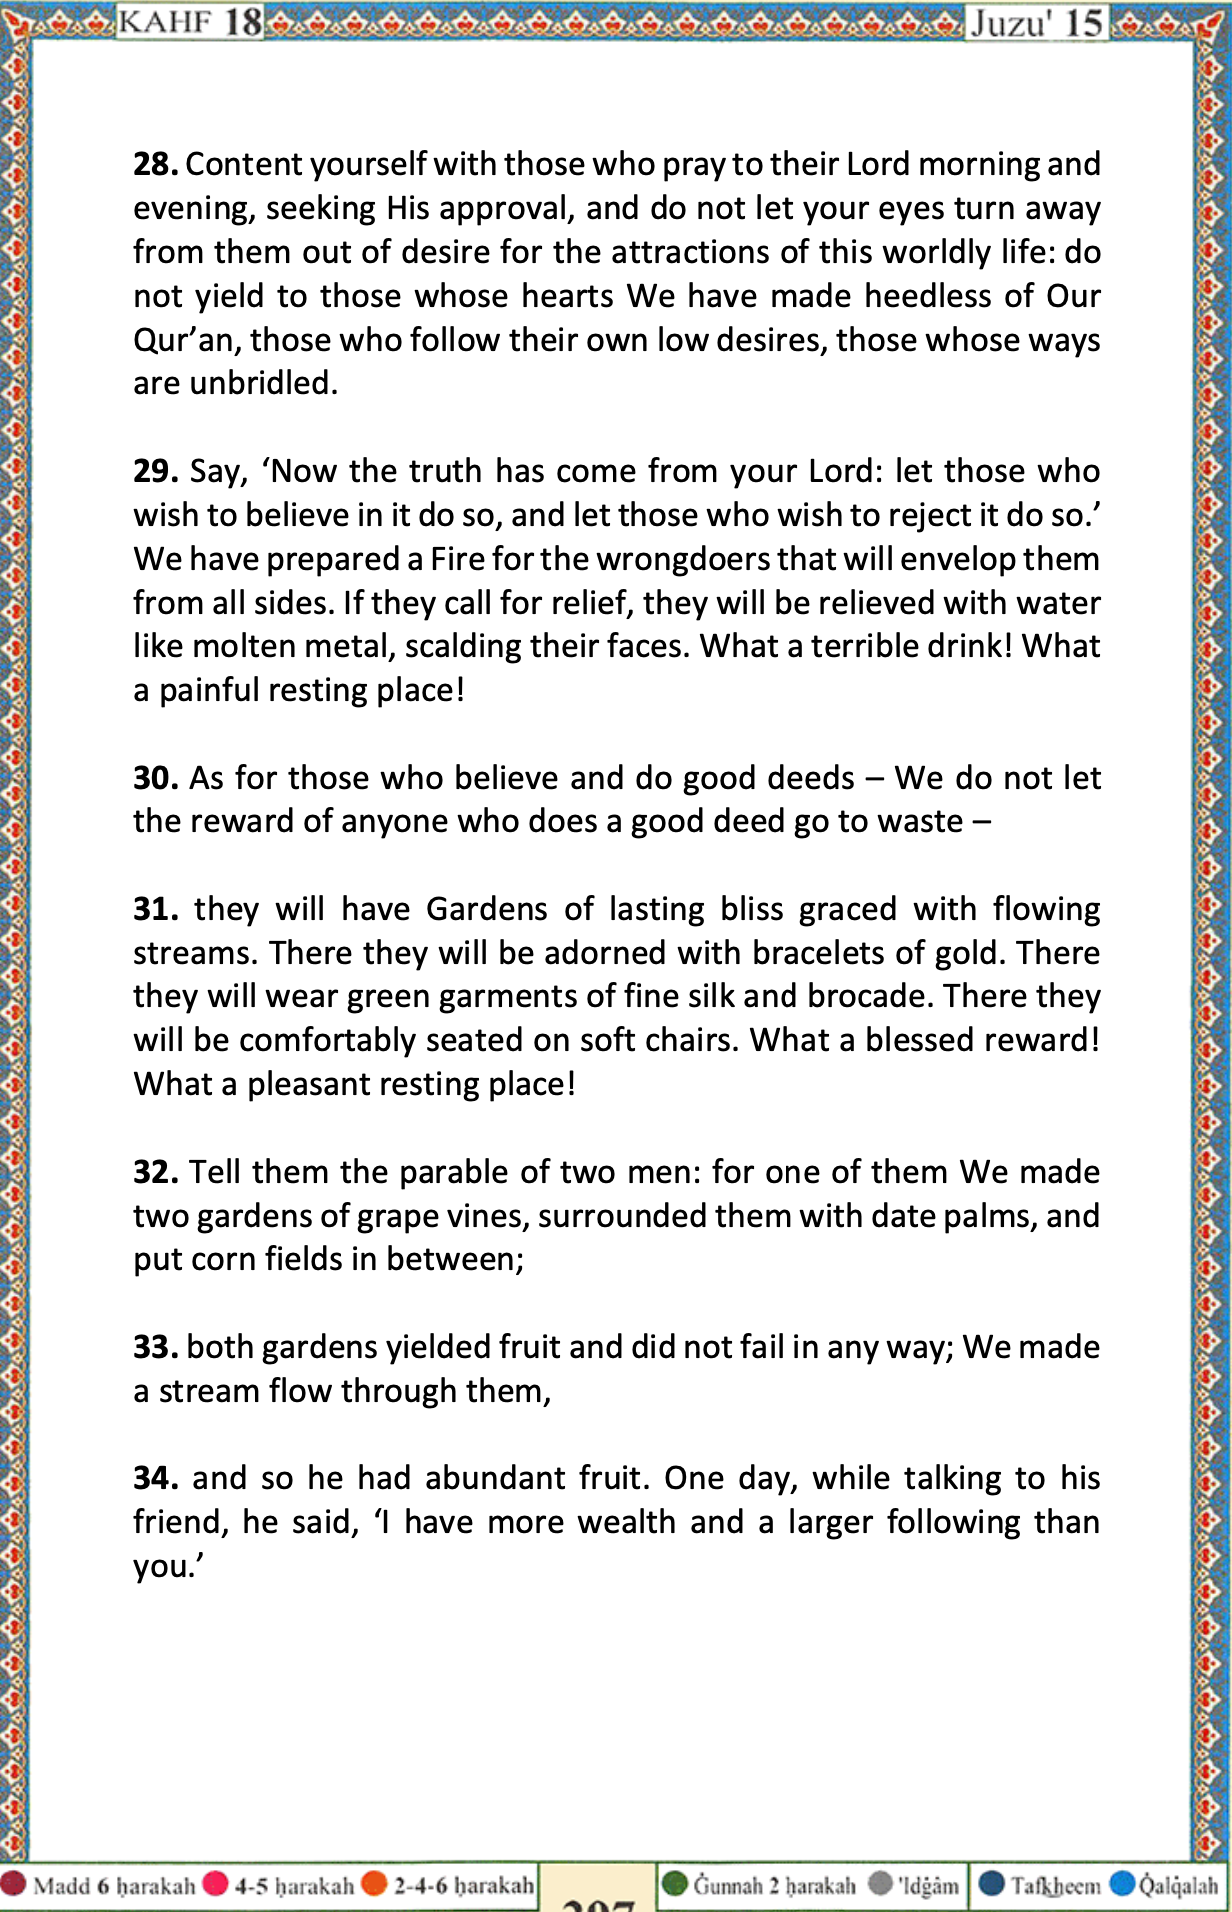 KAHF 18
Juzu' 15
28. Content yourself with those who pray to their Lord morning and
evening, seeking His approval, and do not let your eyes turn away
from them out of desire for the attractions of this worldly life: do
not yield to those whose hearts We have made heedless of Our
Qur’an, those who follow their own low desires, those whose ways
are unbridled.
29. Say, ‘Now the truth has come from your Lord: let those who
wish to believe in it do so, and let those who wish to reject it do so.’
We have prepared a Fire for the wrongdoers that will envelop them
from all sides. If they call for relief, they will be relieved with water
like molten metal, scalding their faces. What a terrible drink! What
a painful resting place!
30. As for those who believe and do good deeds – We do not let
the reward of anyone who does a good deed go to waste –
31. they will have Gardens of lasting bliss graced with flowing
streams. There they will be adorned with bracelets of gold. There
they will wear green garments of fine silk and brocade. There they
will be comfortably seated on soft chairs. What a blessed reward!
What a pleasant resting place!
32. Tell them the parable of two men: for one of them We made
two gardens of grape vines, surrounded them with date palms, and
put corn fields in between;
33. both gardens yielded fruit and did not fail in any way; We made
a stream flow through them,
34. and so he had abundant fruit. One day, while talking to his
friend, he said, ‘I have more wealth and a larger following than
you.’
Madd 6 ḥarakah 4-5 ḥarakah 2-4-6 ḥarakah
297
Ġunnah 2 ḥarakah 'Idġâm Tafkheem Qalqalah